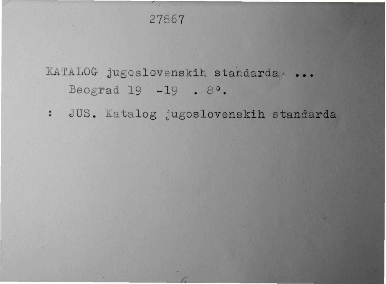 27867
KATALOG jugoslovenskih standarda ...
Beograd 19 -19 . 8°.
: JUS. Katalog jugoslovenskih standarda